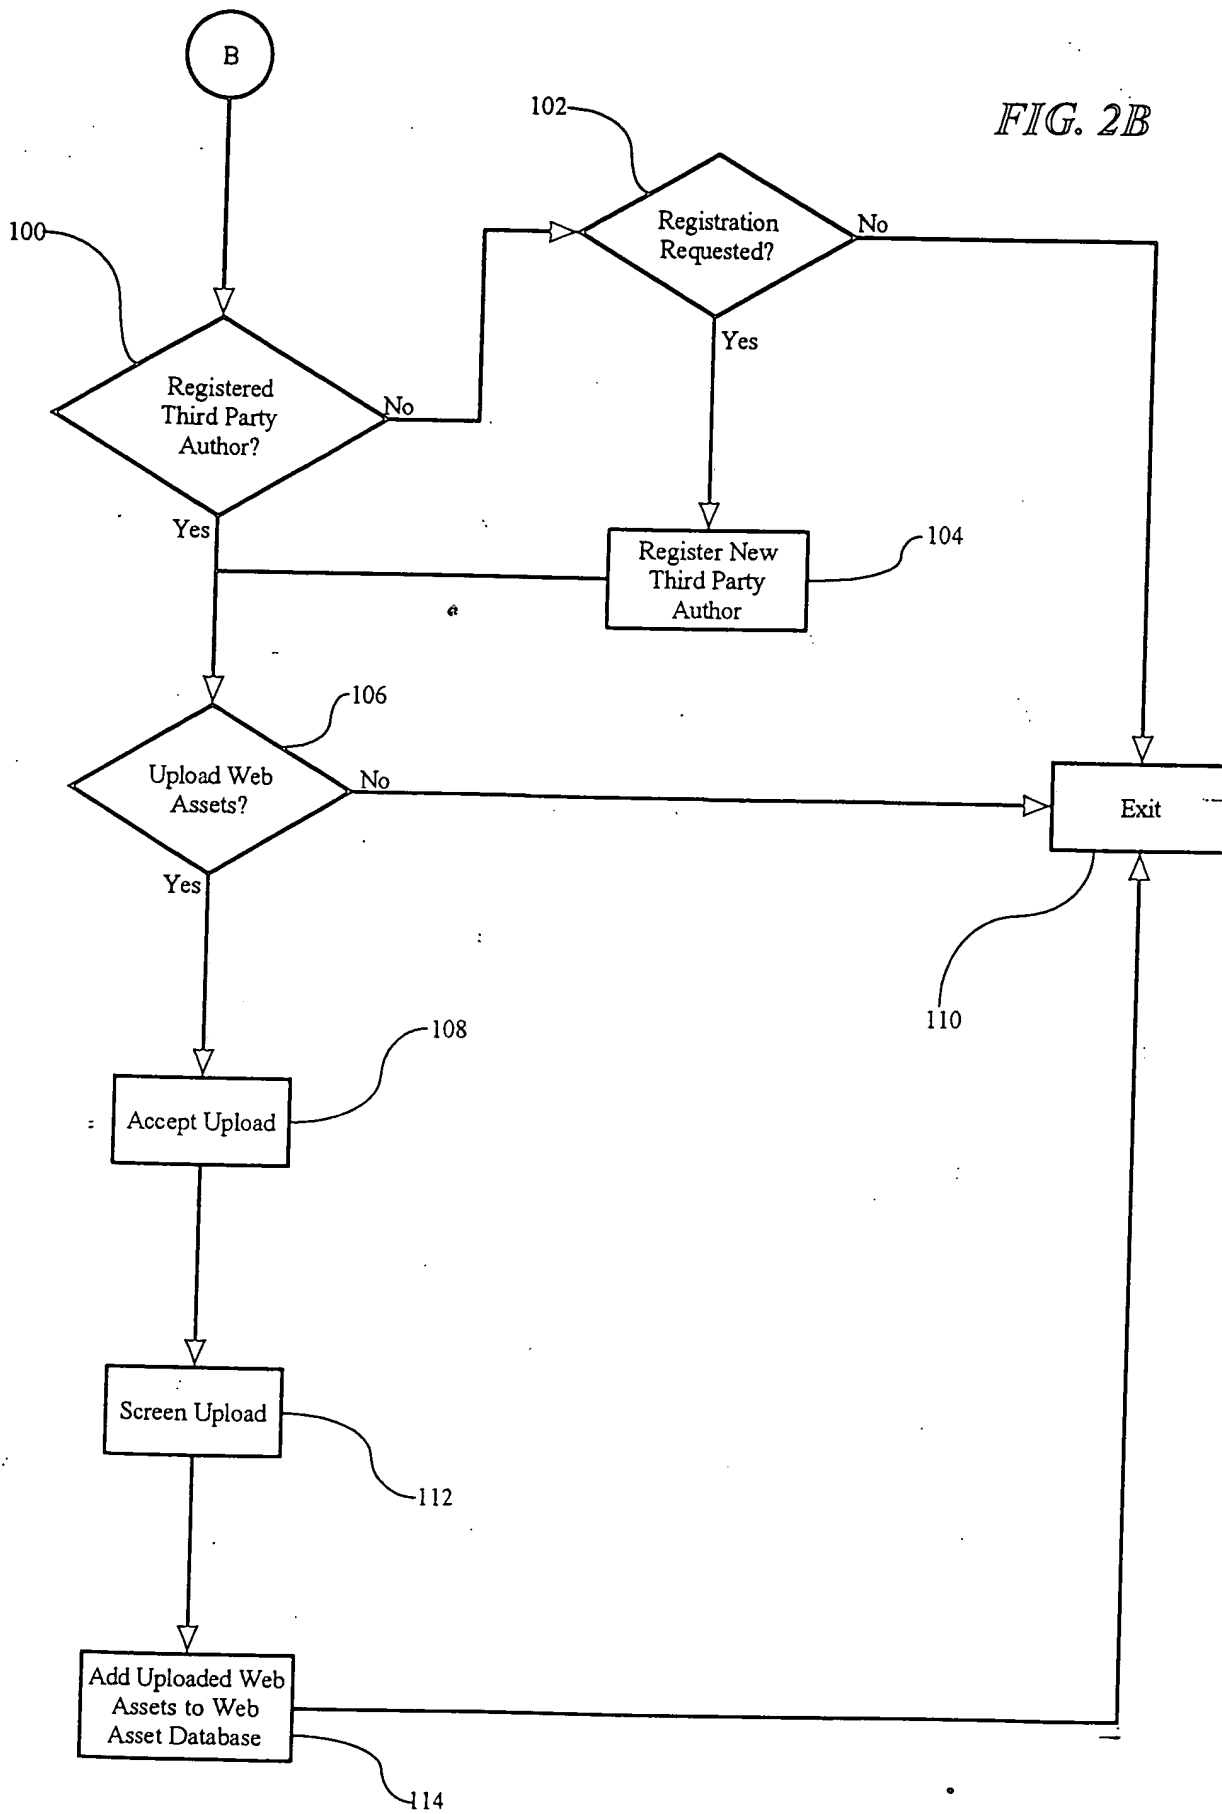 B
FIG. 2B
102
100
Registration
Requested?
No
Yes
Registered
Third Party
Author?
No
Yes
Register New
Third Party
Author
104
106
Upload Web
Assets?
No
Yes
Exit
110
108
Accept Upload
Screen Upload
112
Add Uploaded Web
Assets to Web
Asset Database
114